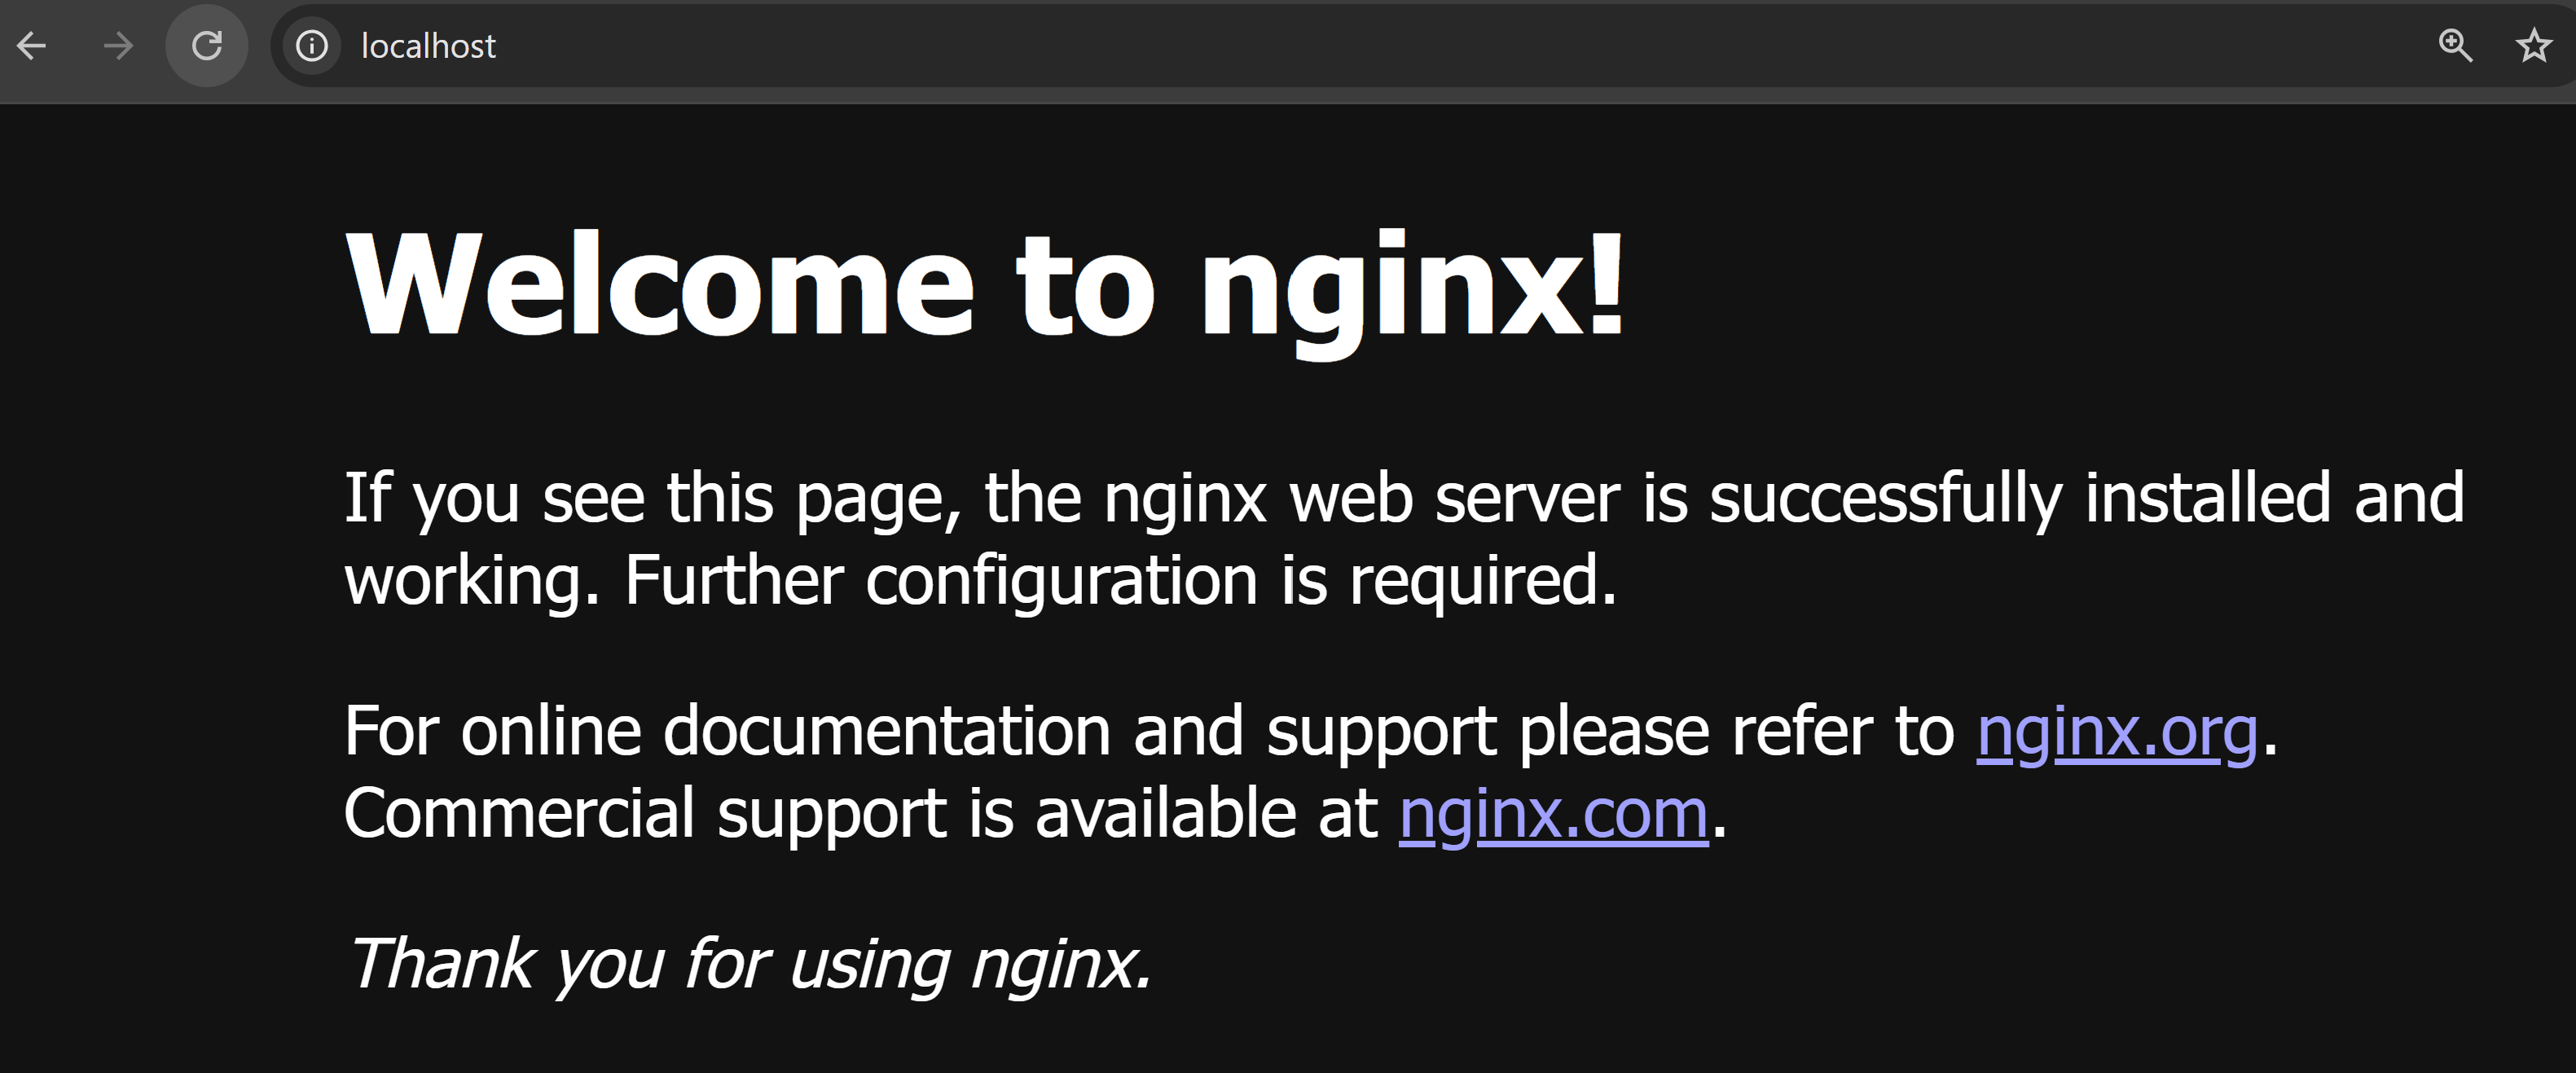 localhost
Welcome to nginx!
If you see this page, the nginx web server is successfully installed and
working. Further configuration is required.
For online documentation and support please refer to nginx.org.
Commercial support is available at nginx.com.
Thank you for using nginx.